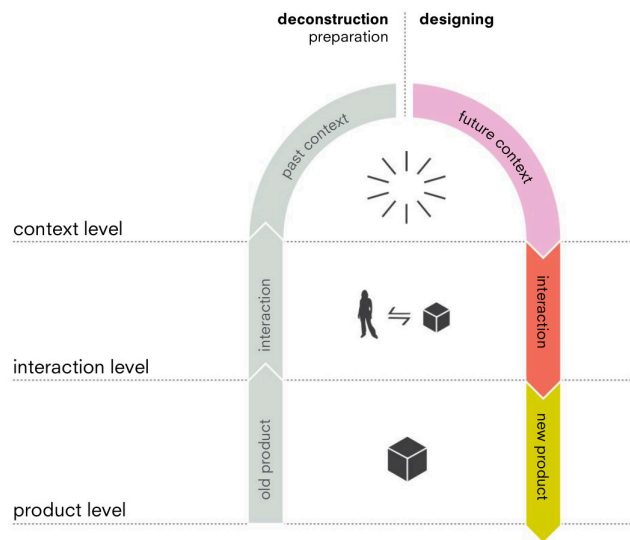 deconstruction
preparation
designing
past context
future context
context level
interaction
interaction
interaction level
old product
new product
product level